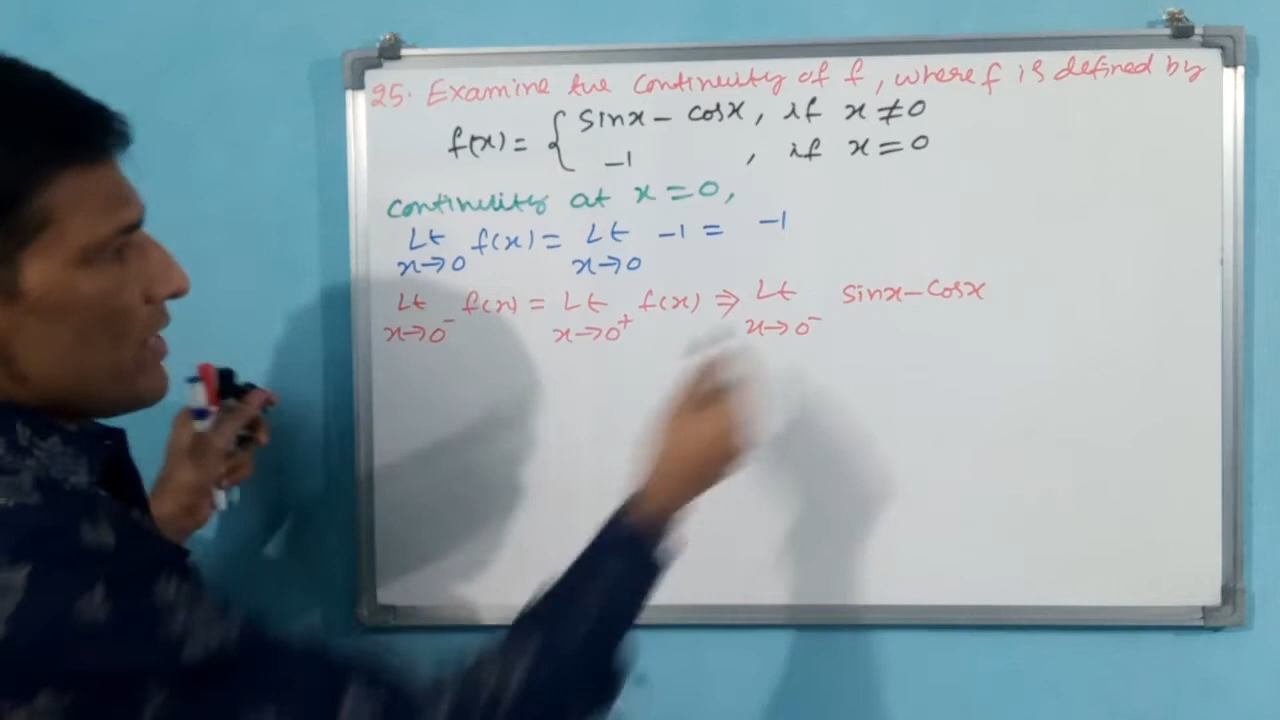 25. Examine the continuity of f, where f is defined by
f(x) = { sinx - cosx, if x ≠ 0
-1 , if x = 0
continuity at x = 0,
Lt x→0 f(x) = Lt x→0 -1 = -1
Lt x→0⁻ f(x) = Lt x→0⁺ f(x) ⇒ Lt x→0⁻ sinx - cosx